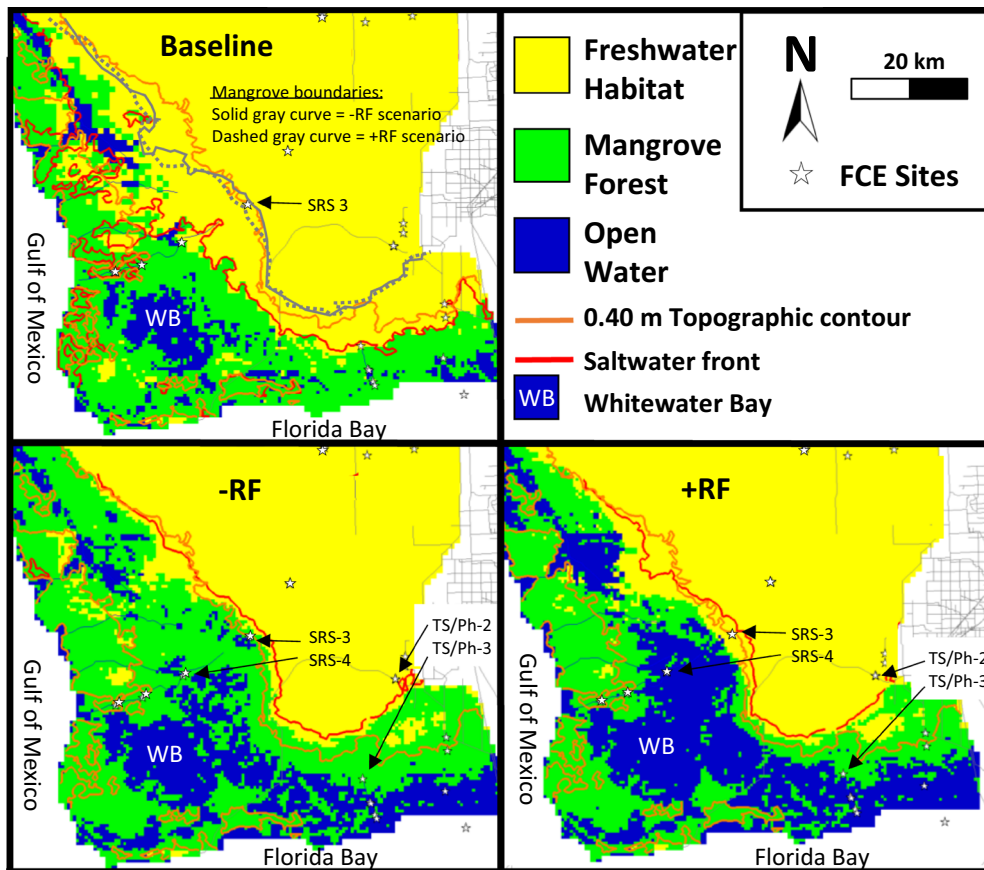 Baseline
Mangrove boundaries:
Solid gray curve = -RF scenario
Dashed gray curve = +RF scenario
SRS 3
Gulf of Mexico
WB
Florida Bay
Freshwater
Habitat
Mangrove
Forest
Open
Water
0.40 m Topographic contour
Saltwater front
WB
Whitewater Bay
N
20 km
FCE Sites
-RF
SRS-3
SRS-4
TS/Ph-2
TS/Ph-3
Gulf of Mexico
WB
Florida Bay
+RF
SRS-3
SRS-4
TS/Ph-2
TS/Ph-3
Gulf of Mexico
WB
Florida Bay